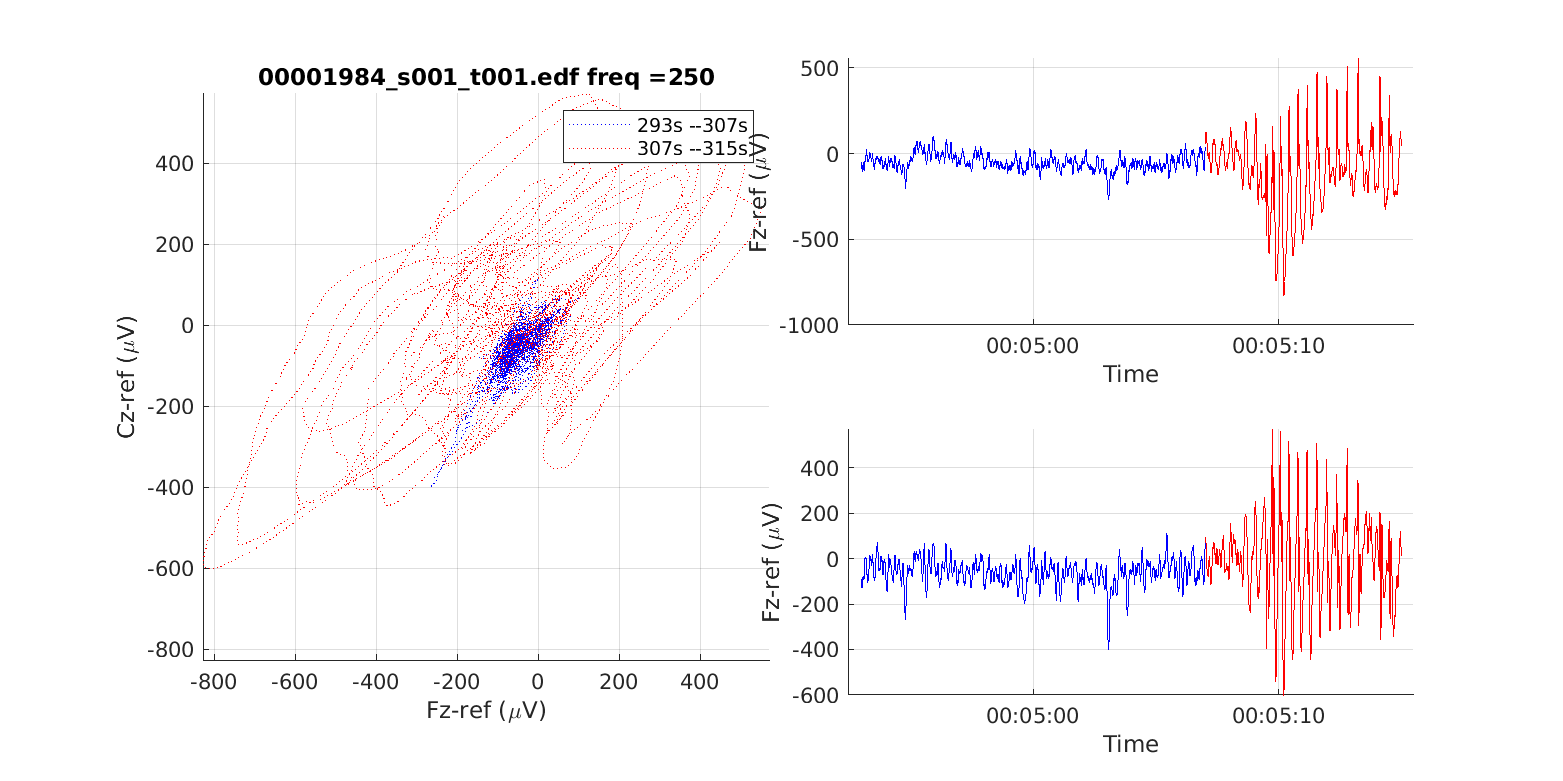 00001984_s001_t001.edf freq =250
293s --307s
307s --315s
400
200
0
-200
-400
-600
-800
-800 -600 -400 -200 0 200 400
Fz-ref (μV)
Cz-ref (μV)
500
0
-500
-1000
00:05:00 00:05:10
Time
Fz-ref (μV)
400
200
0
-200
-400
-600
00:05:00 00:05:10
Time
Fz-ref (μV)